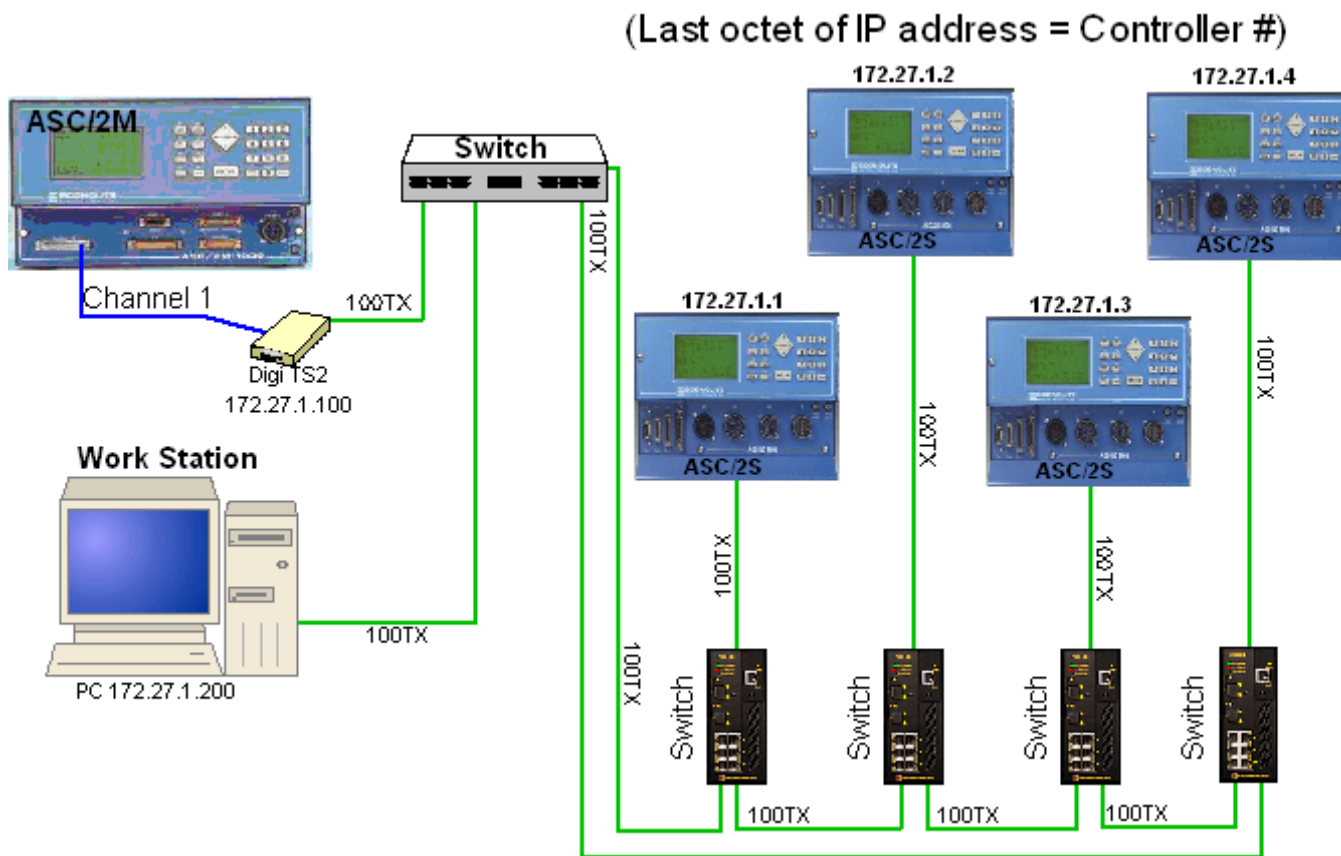 (Last octet of IP address = Controller #)
172.27.1.2
172.27.1.4
ASC/2M
Switch
ASC/2S
ASC/2S
Channel 1
100TX
100TX
Digi TS2
172.27.1.100
172.27.1.1
172.27.1.3
100TX
100TX
ASC/2S
ASC/2S
Work Station
100TX
100TX
100TX
100TX
PC 172.27.1.200
Switch
Switch
Switch
Switch
100TX
100TX
100TX